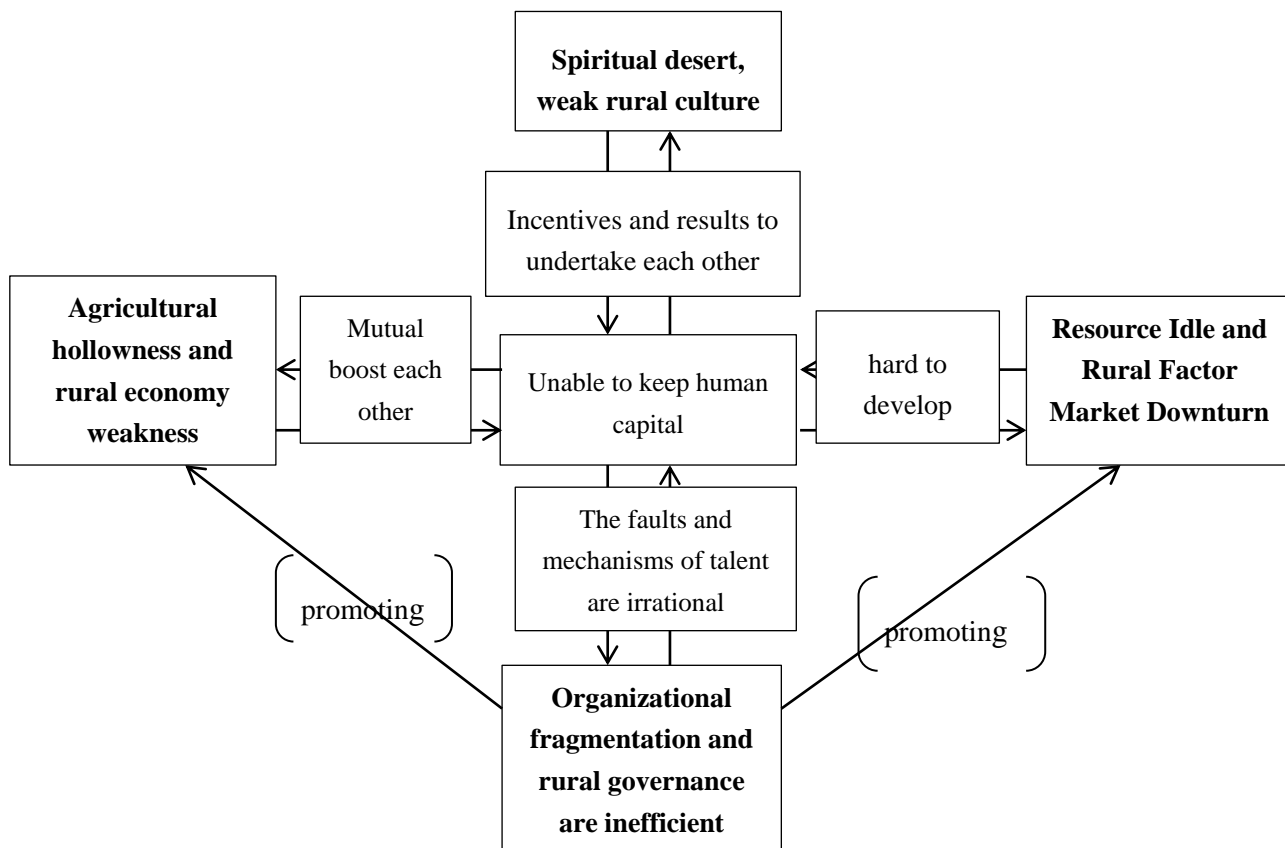 Spiritual desert,
weak rural culture
Incentives and results to
undertake each other
Agricultural
hollowness and
rural economy
weakness
Mutual
boost each
other
Unable to keep human
capital
hard to
develop
Resource Idle and
Rural Factor
Market Downturn
The faults and
mechanisms of talent
are irrational
promoting
promoting
Organizational
fragmentation and
rural governance
are inefficient